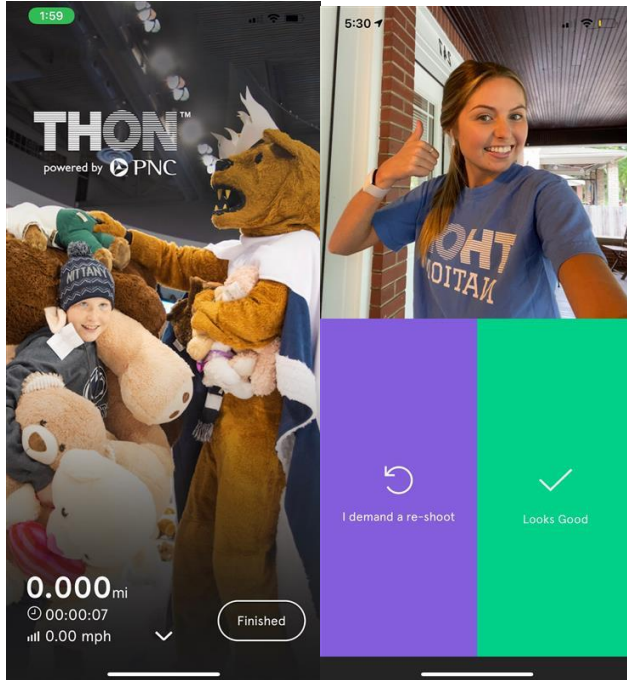 1:59
THON™
powered by PNC
NITTANY
0.000mi
00:00:07
0.00 mph
Finished
5:30
THON
NATION
I demand a re-shoot
Looks Good